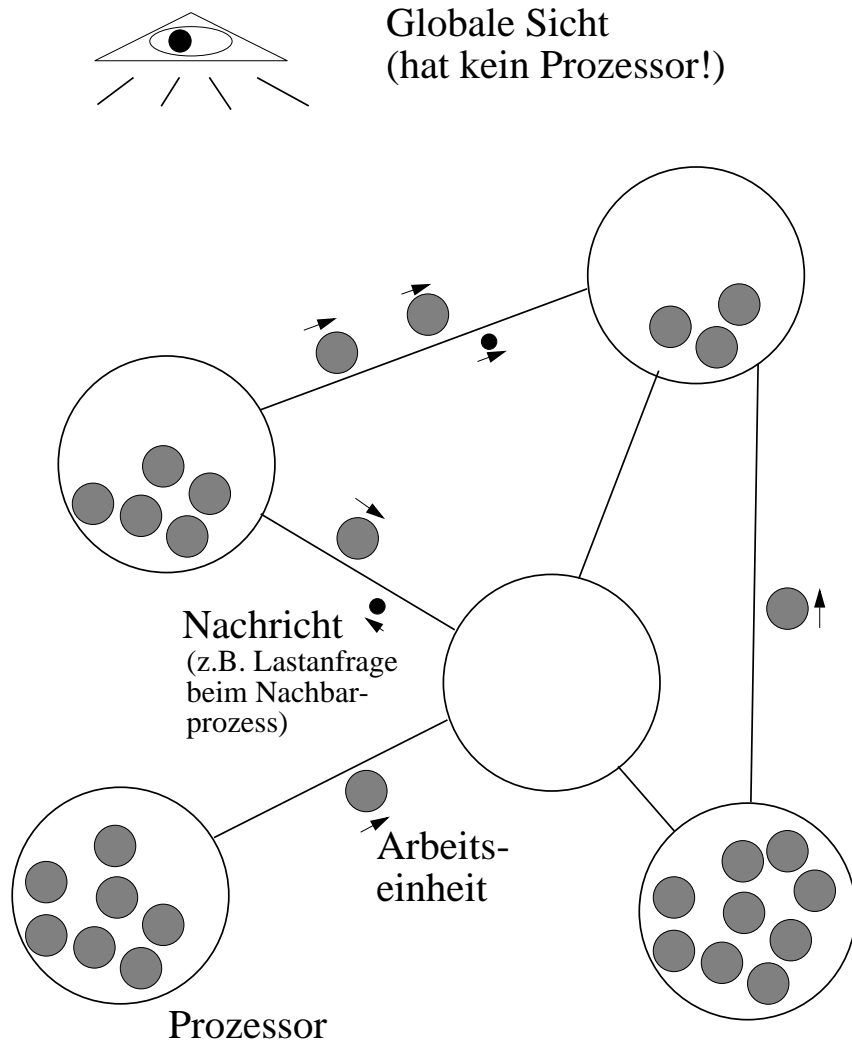 Globale Sicht
(hat kein Prozessor!)
Nachricht
(z.B. Lastanfrage
beim Nachbar-
prozess)
Arbeits-
einheit
Prozessor